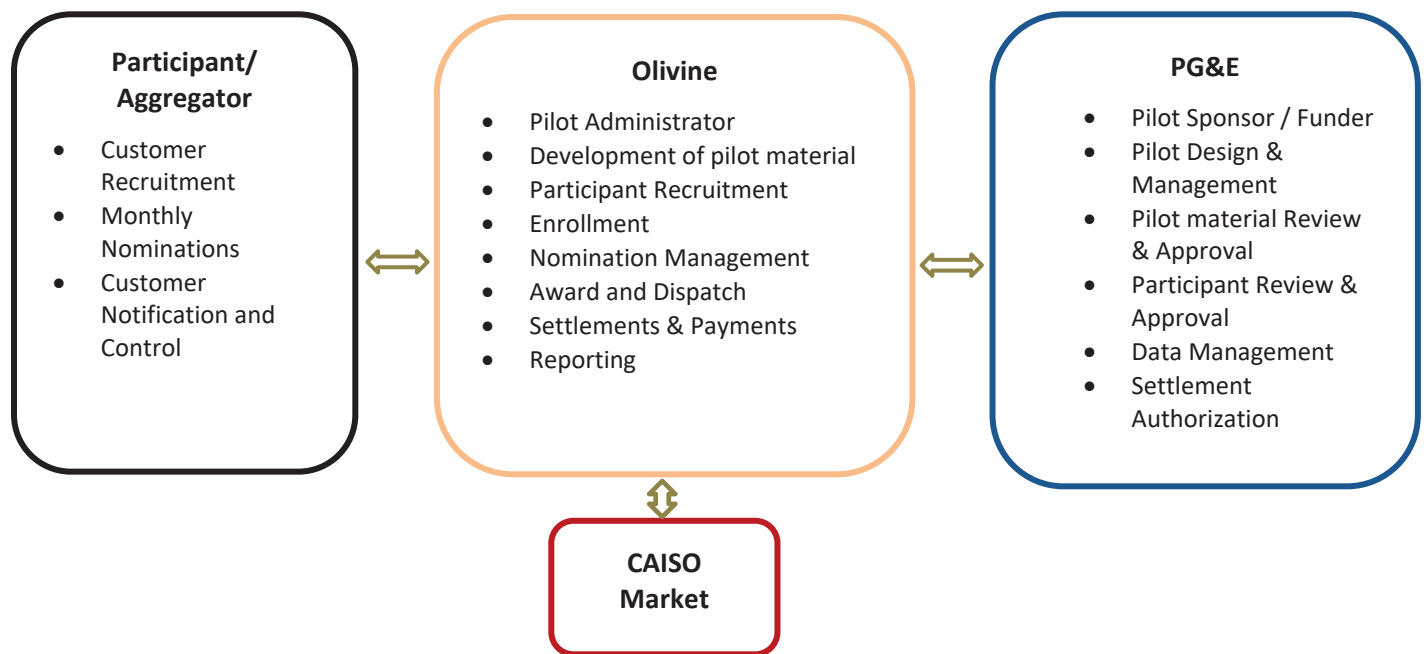 Participant/
Aggregator
• Customer
Recruitment
• Monthly
Nominations
• Customer
Notification and
Control
Olivine
• Pilot Administrator
• Development of pilot material
• Participant Recruitment
• Enrollment
• Nomination Management
• Award and Dispatch
• Settlements & Payments
• Reporting
PG&E
• Pilot Sponsor / Funder
• Pilot Design &
Management
• Pilot material Review
& Approval
• Participant Review &
Approval
• Data Management
• Settlement
Authorization
CAISO
Market